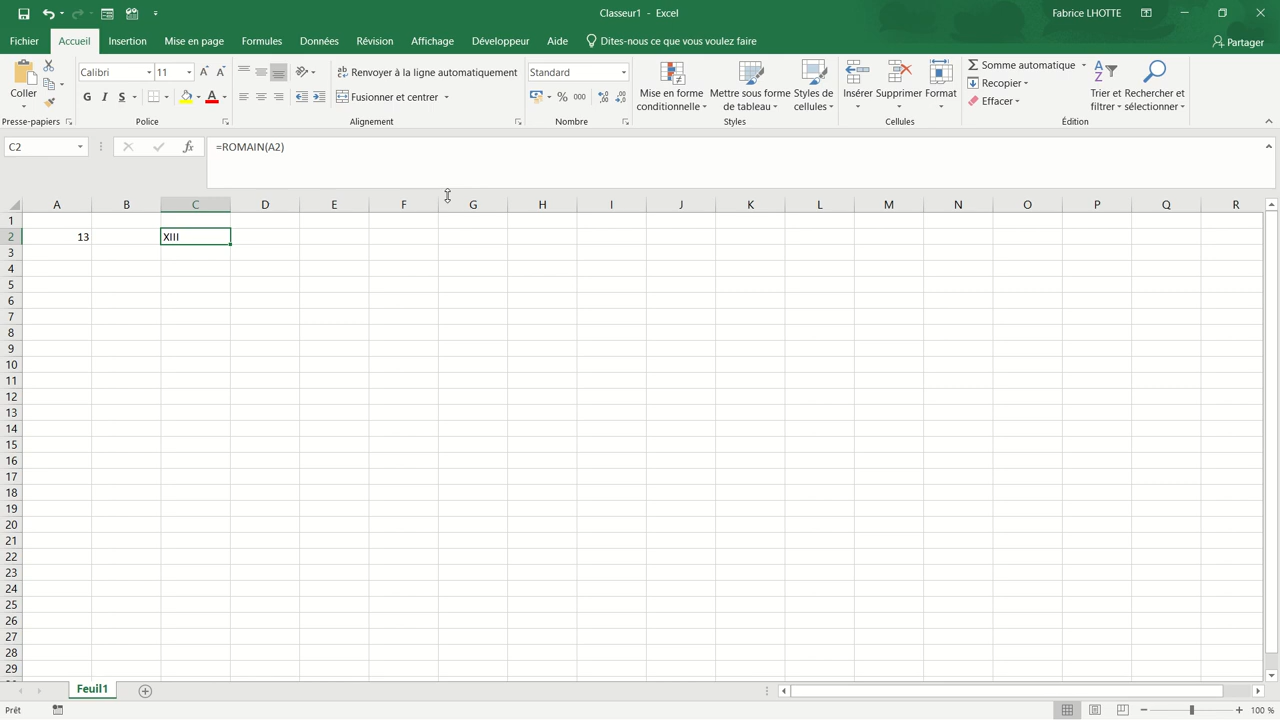 Classeur1 - Excel
Fabrice LHOTTE
Fichier Accueil Insertion Mise en page Formules Données Révision Affichage Développeur Aide Dites-nous ce que vous voulez faire
Partager
Coller
Presse-papiers
Calibri 11
G I S A
Police
Renvoyer à la ligne automatiquement
Fusionner et centrer
Alignement
Standard
% 000
Nombre
Mise en forme conditionnelle
Mettre sous forme de tableau
Styles de cellules
Styles
Insérer Supprimer Format
Cellules
Somme automatique
Recopier
Effacer
Trier et filtrer
Rechercher et sélectionner
Édition
C2 fx =ROMAIN(A2)
A B C D E F G H I J K L M N O P Q R
1
2 13 XIII
3
4
5
6
7
8
9
10
11
12
13
14
15
16
17
18
19
20
21
22
23
24
25
26
27
28
29
Feuil1
Prêt
100 %